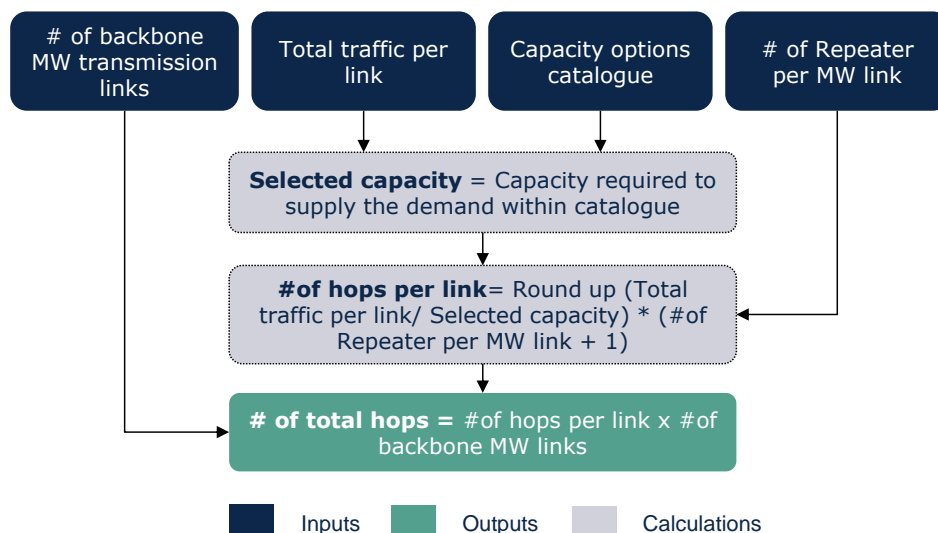 # of backbone
MW transmission
links
Total traffic per
link
Capacity options
catalogue
# of Repeater
per MW link
Selected capacity = Capacity required to
supply the demand within catalogue
#of hops per link= Round up (Total
traffic per link/ Selected capacity) * (#of
Repeater per MW link + 1)
# of total hops = #of hops per link x #of
backbone MW links
Inputs
Outputs
Calculations